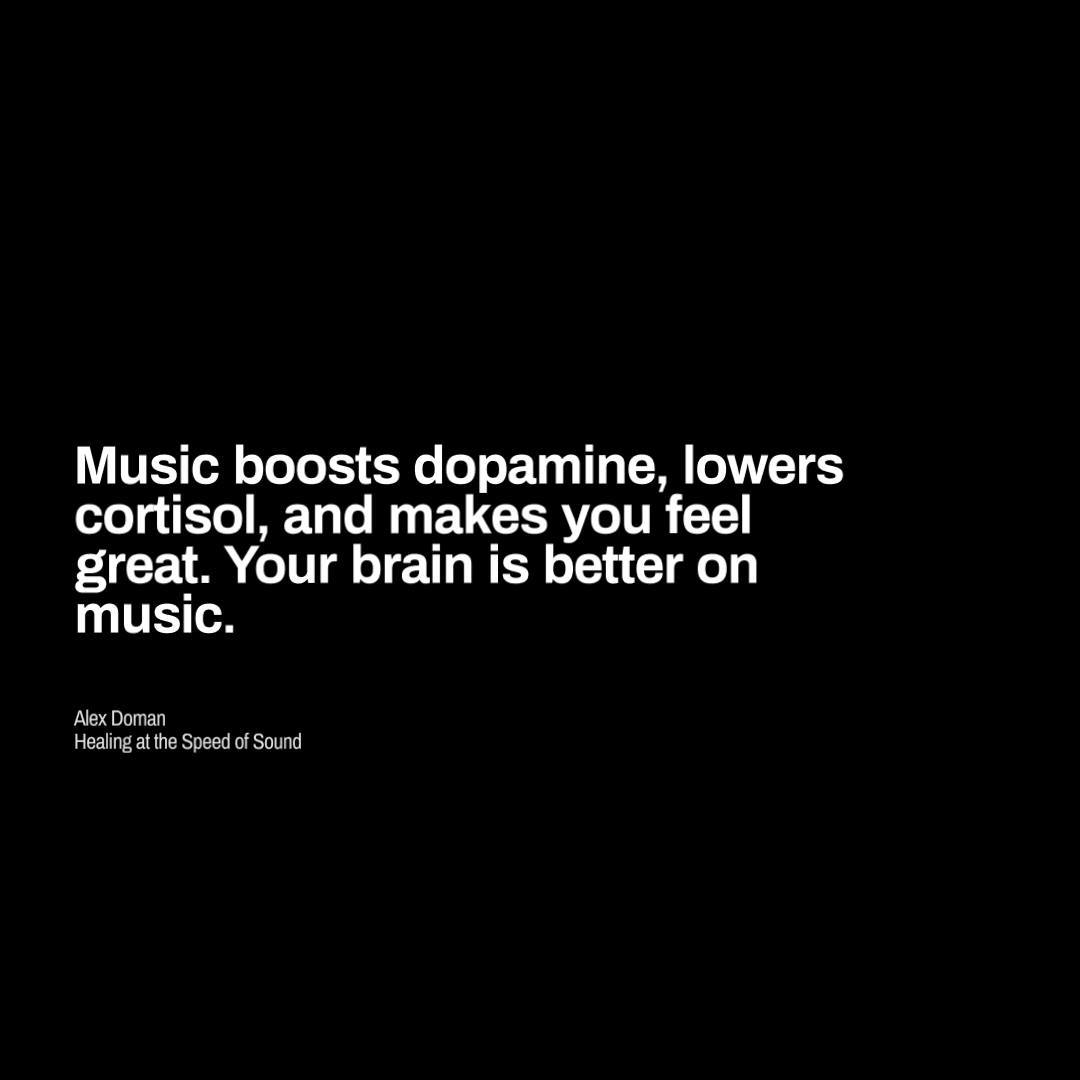 Music boosts dopamine, lowers
cortisol, and makes you feel
great. Your brain is better on
music.
Alex Doman
Healing at the Speed of Sound